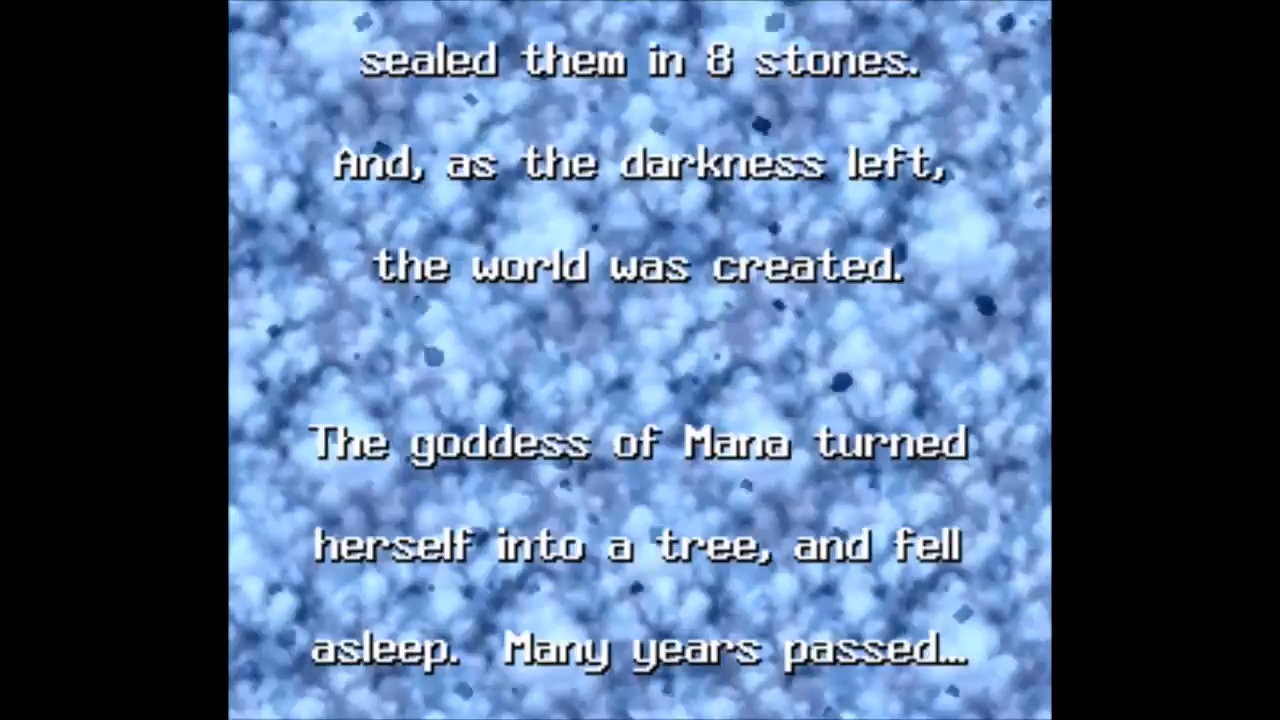 sealed them in 8 stones.
And, as the darkness left,
the world was created.
The goddess of Mana turned
herself into a tree, and fell
asleep.  Many years passed...